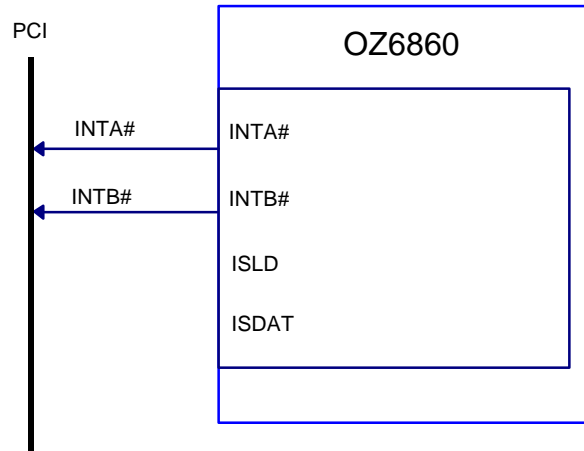 PCI
OZ6860
INTA#
INTA#
INTB#
INTB#
ISLD
ISDAT